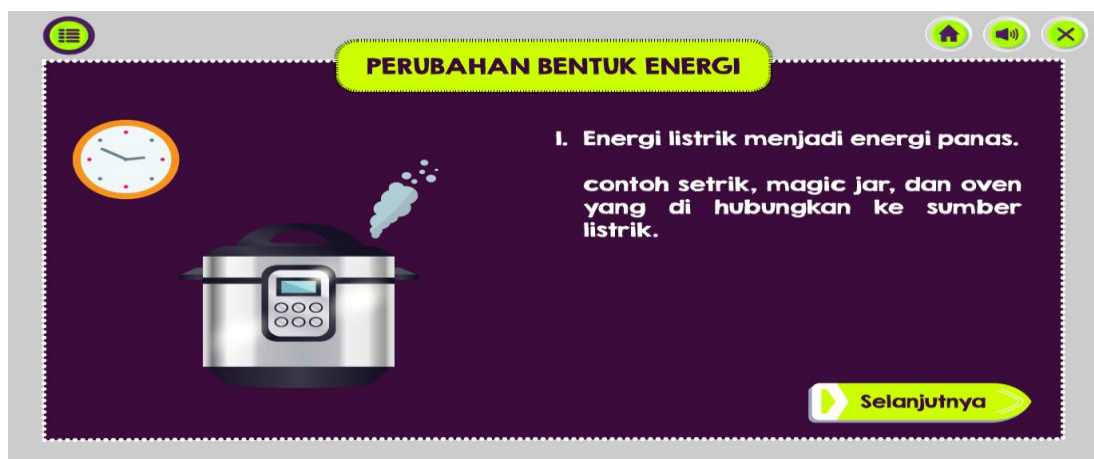 PERUBAHAN BENTUK ENERGI
1. Energi listrik menjadi energi panas.
contoh setrik, magic jar, dan oven
yang di hubungkan ke sumber
listrik.
Selanjutnya